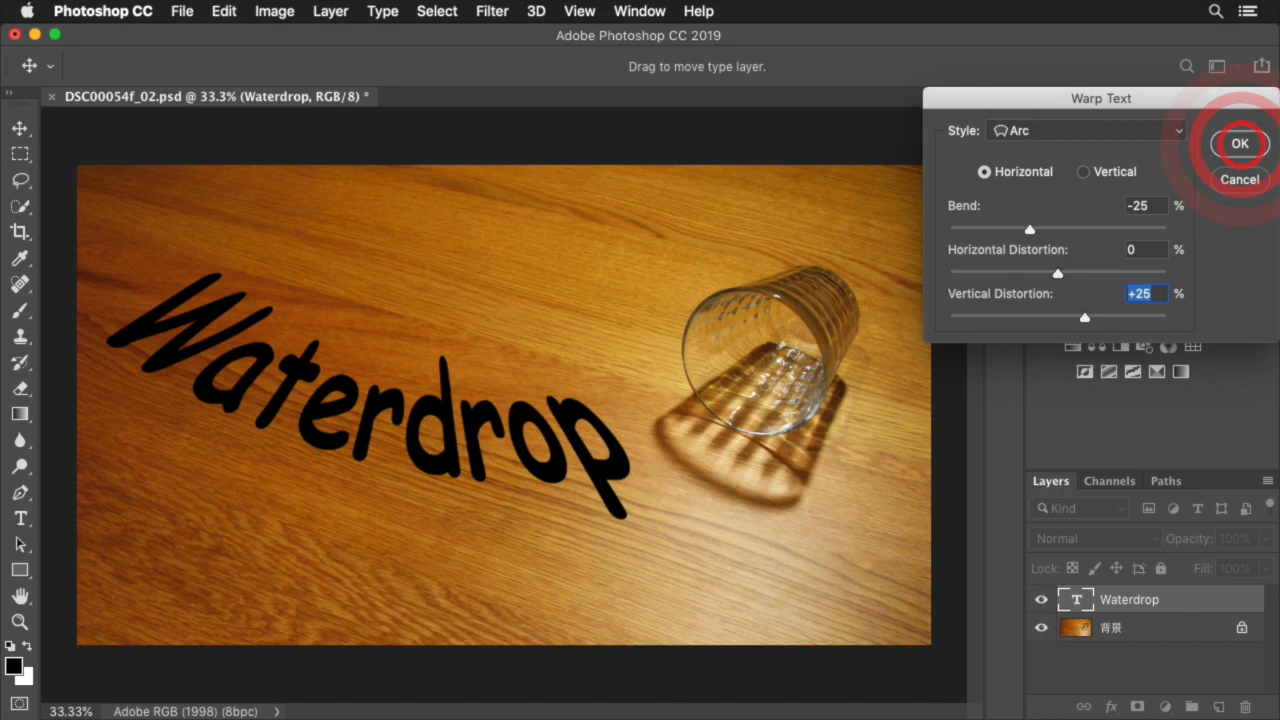 Photoshop CC File Edit Image Layer Type Select Filter 3D View Window Help
Adobe Photoshop CC 2019
Drag to move type layer.
DSC00054f_02.psd @ 33.3% (Waterdrop, RGB/8) *
Warp Text
Style: Arc
OK
Horizontal Vertical
Cancel
Bend: -25 %
Horizontal Distortion: 0 %
Vertical Distortion: +25 %
Waterdrop
Layers Channels Paths
Kind
Normal Opacity: 100%
Lock: Fill: 100%
T Waterdrop
背景
fx
33.33% Adobe RGB (1998) (8bpc)